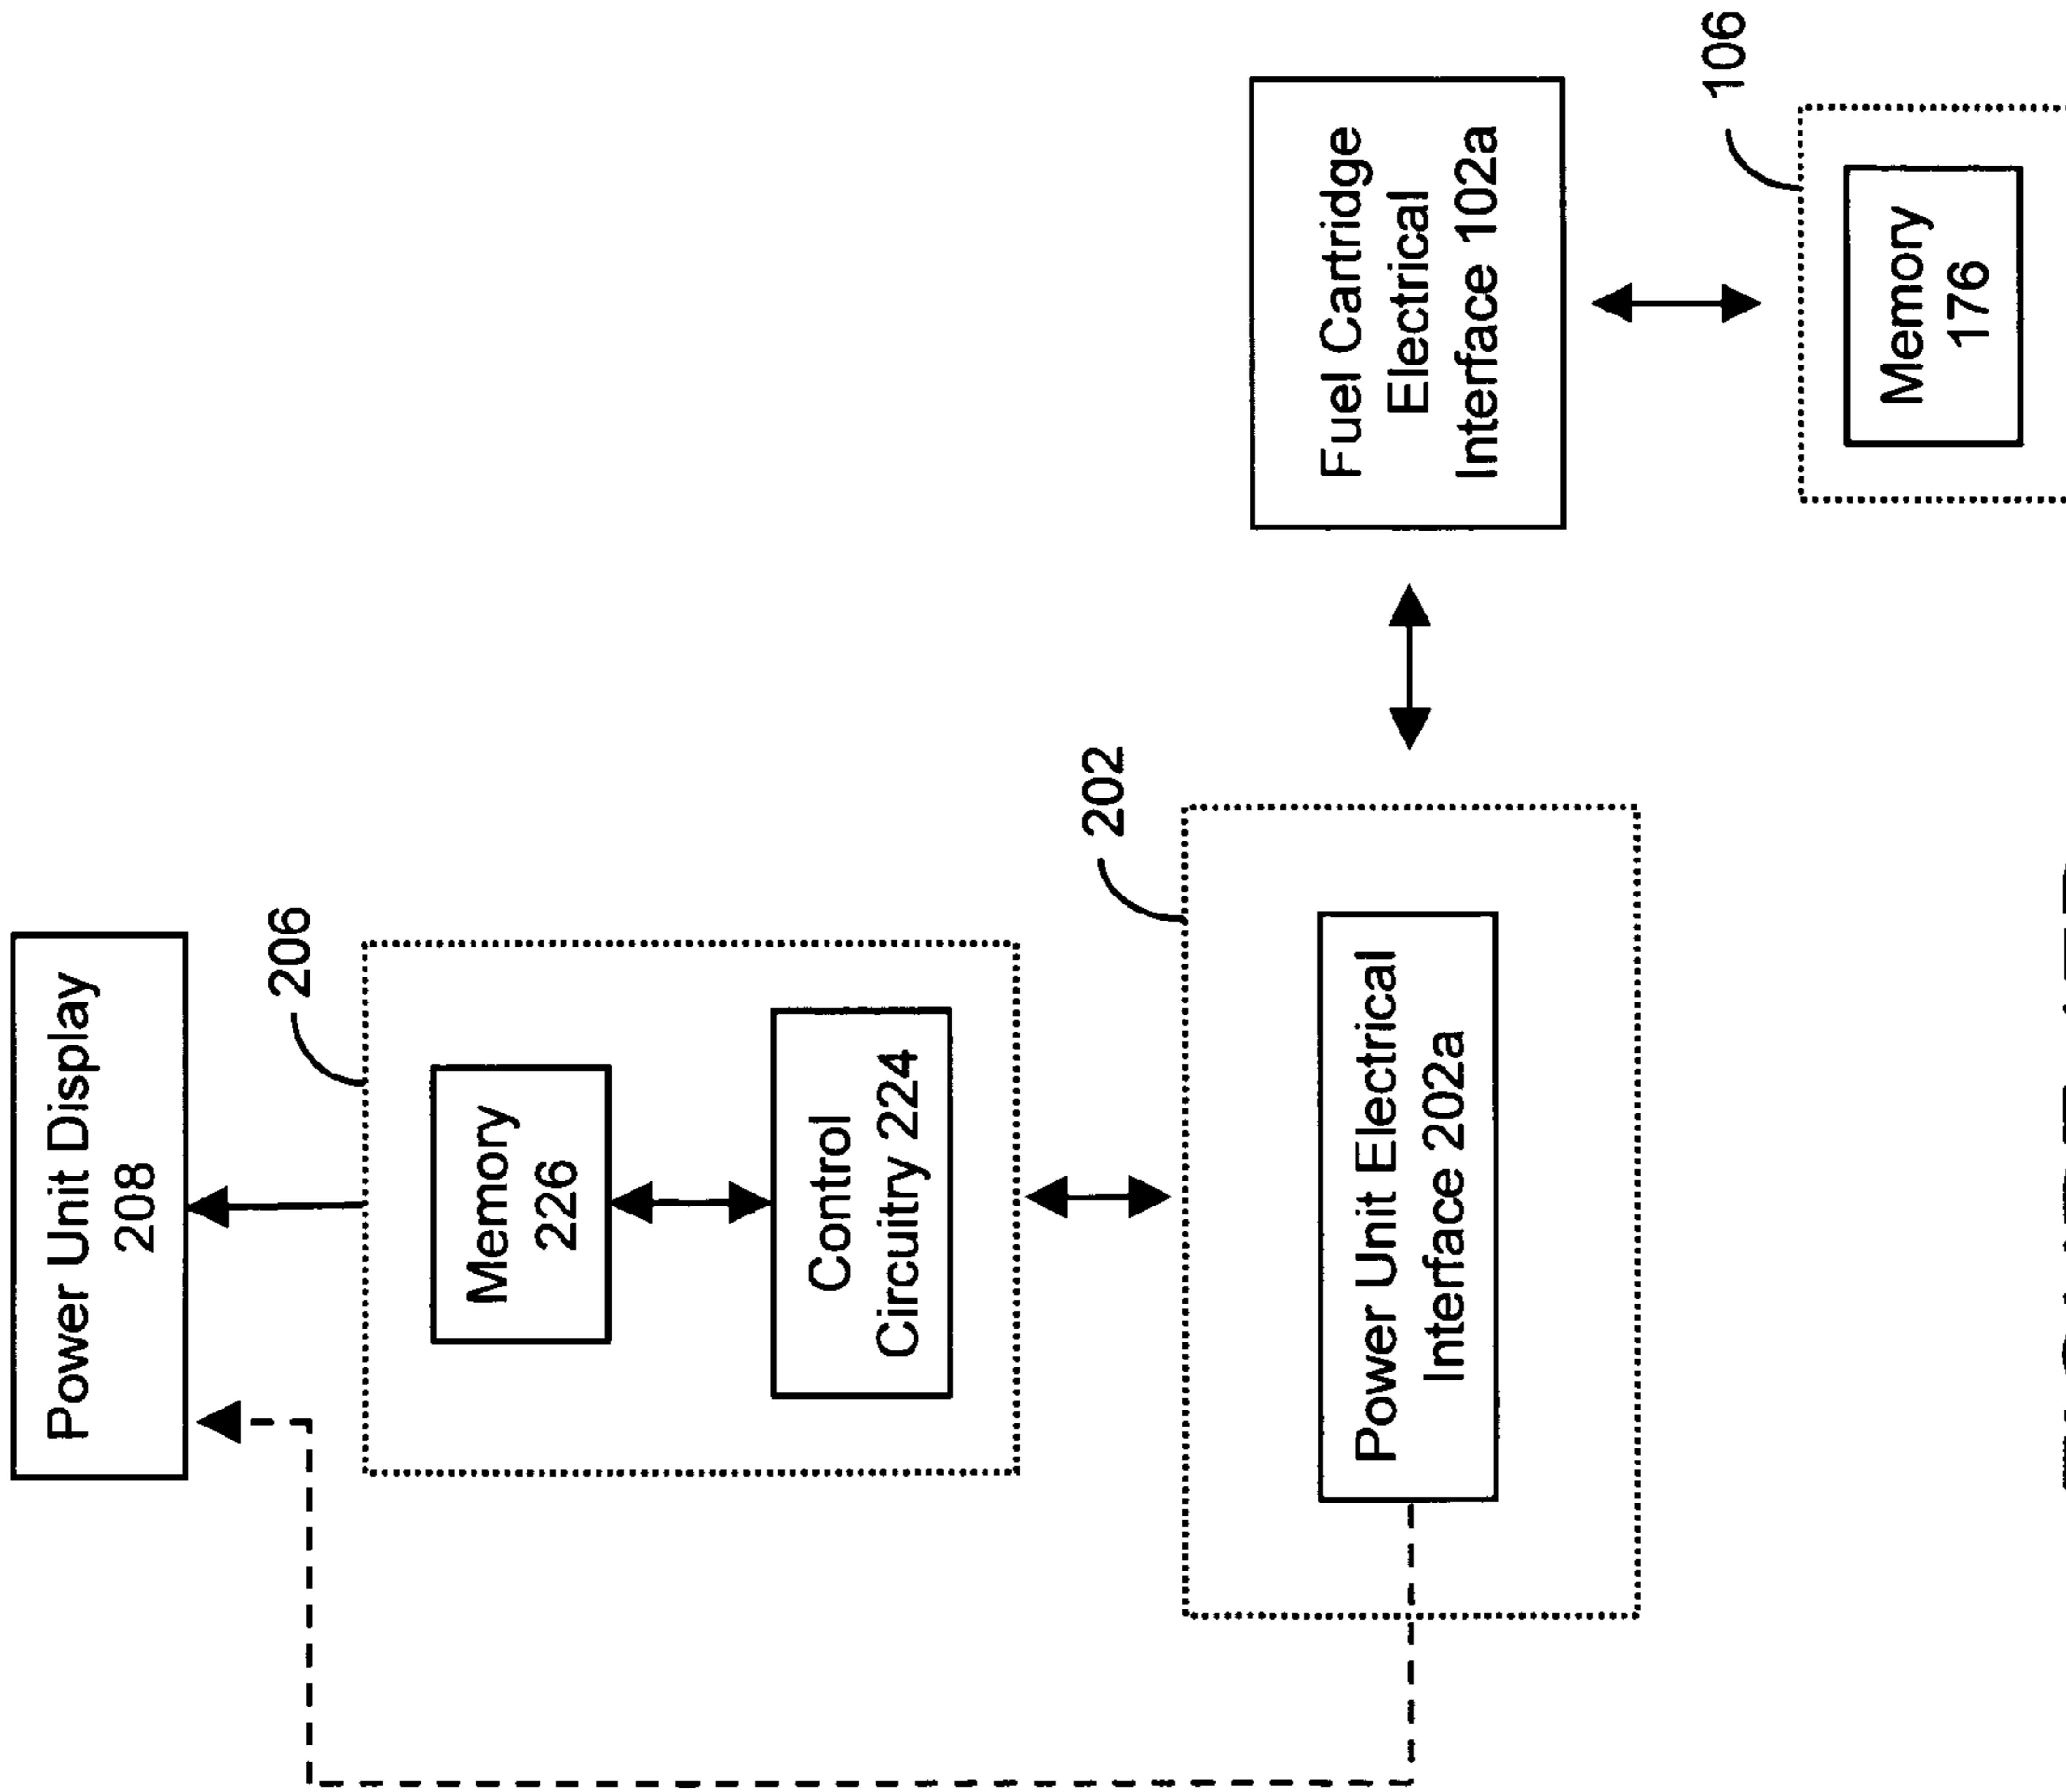 Power Unit Display
208
206
Memory
226
Control
Circuitry 224
202
Power Unit Electrical
Interface 202a
Fuel Cartridge
Electrical
Interface 102a
106
Memory
176